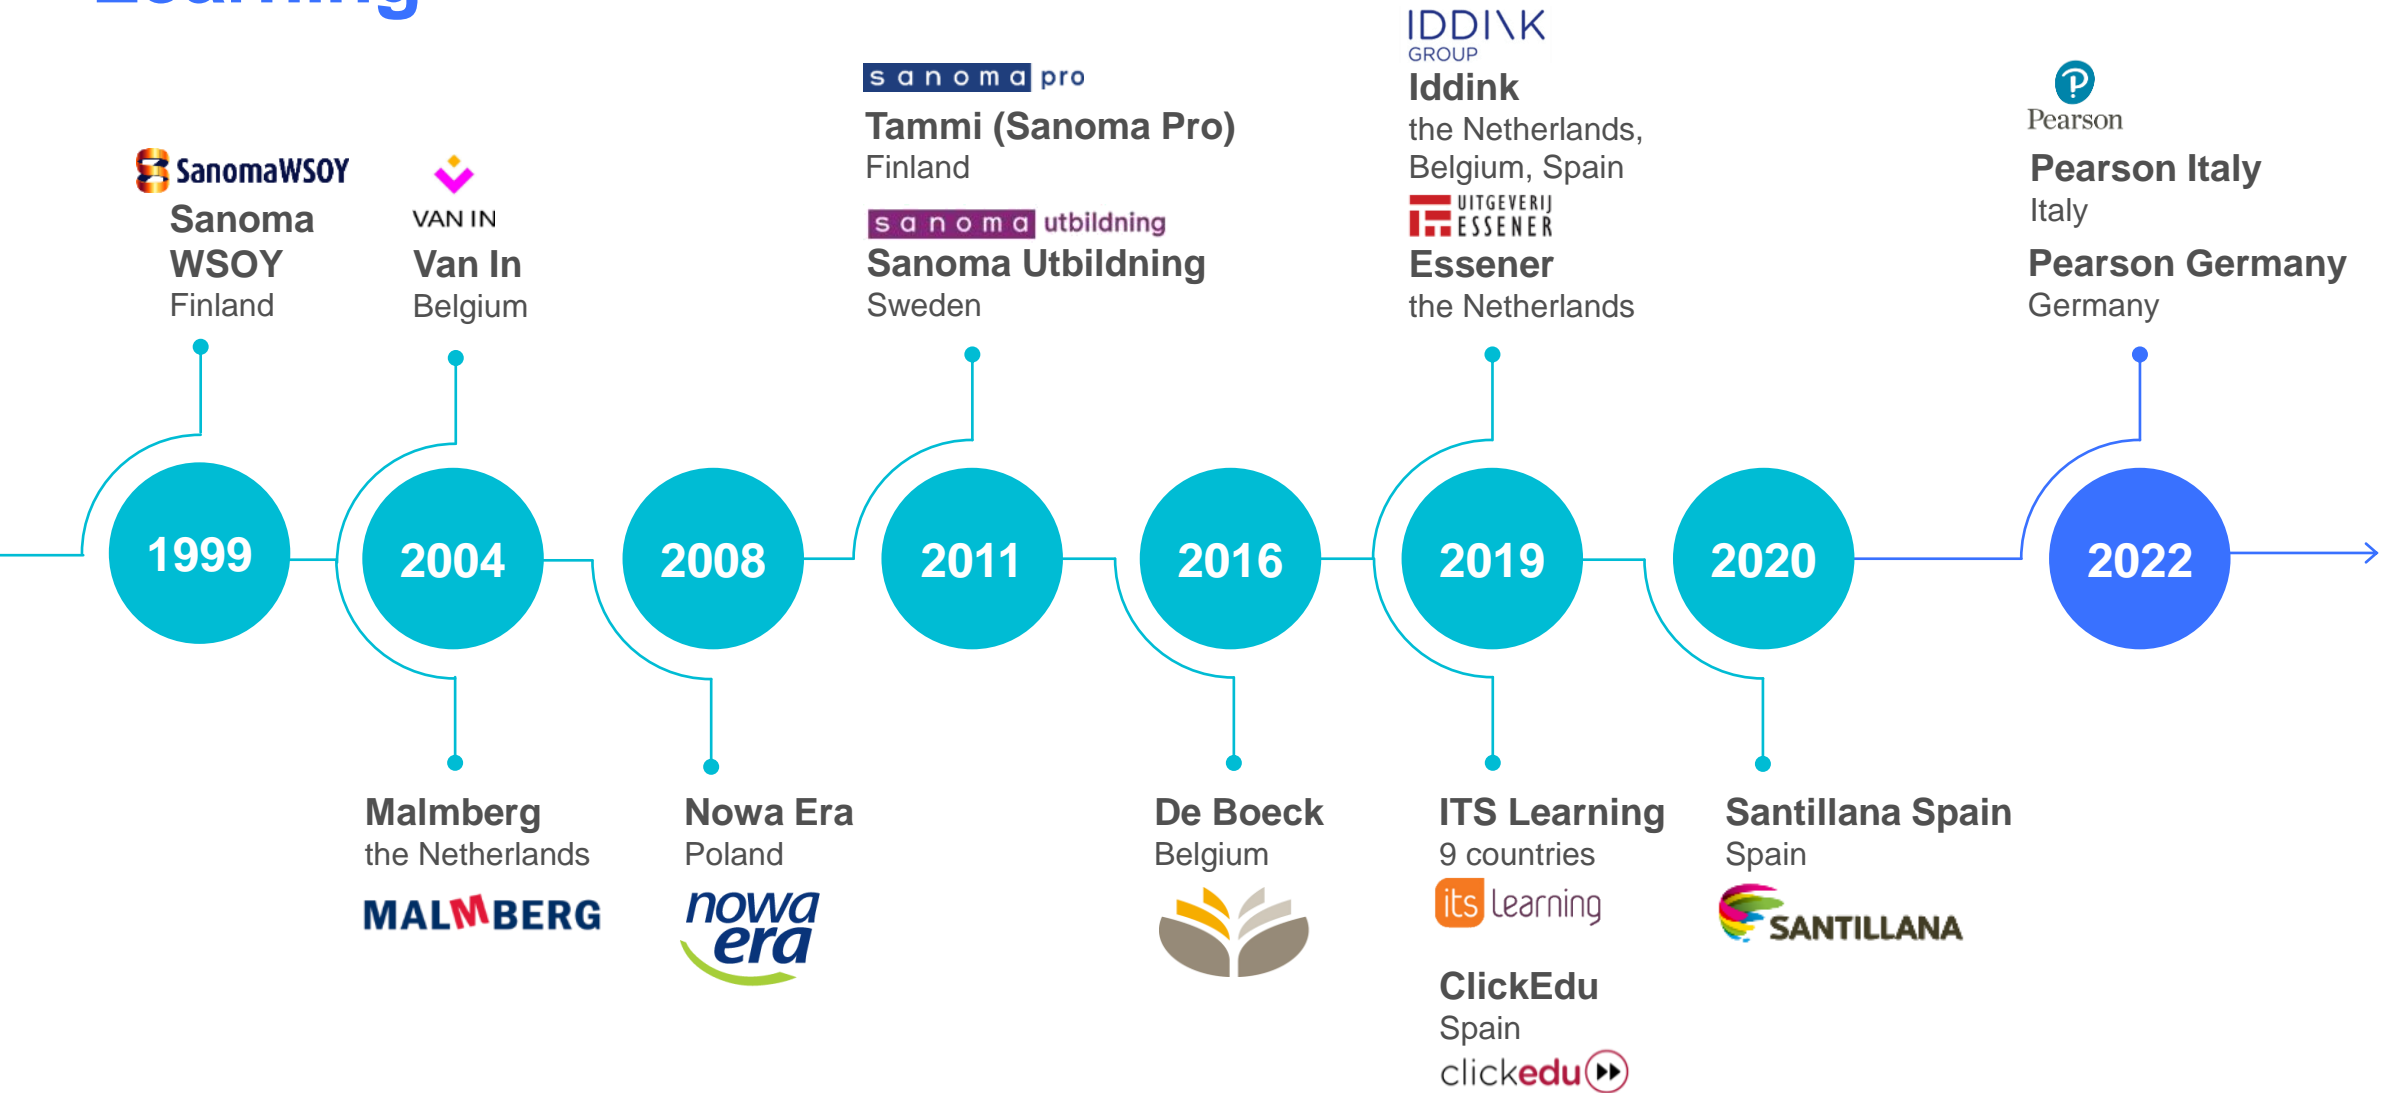 Learning
SanomaWSOY
Sanoma
WSOY
Finland
VAN IN
Van In
Belgium
sanoma pro
Tammi (Sanoma Pro)
Finland
sanoma utbildning
Sanoma Utbildning
Sweden
IDDINK
GROUP
Iddink
the Netherlands,
Belgium, Spain
UITGEVERIJ
ESSENER
Essener
the Netherlands
Pearson
Pearson Italy
Italy
Pearson Germany
Germany
1999
2004
2008
2011
2016
2019
2020
2022
Malmberg
the Netherlands
MALMBERG
Nowa Era
Poland
nowa
era
De Boeck
Belgium
ITS Learning
9 countries
its learning
ClickEdu
Spain
clickedu
Santillana Spain
Spain
SANTILLANA